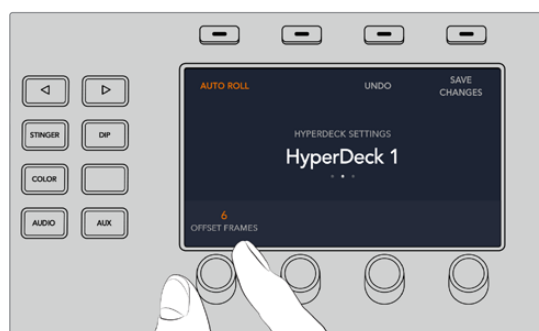 AUTO ROLL
UNDO
SAVE
CHANGES
HYPERDECK SETTINGS
HyperDeck 1
6
OFFSET FRAMES
STINGER
DIP
COLOR
AUDIO
AUX